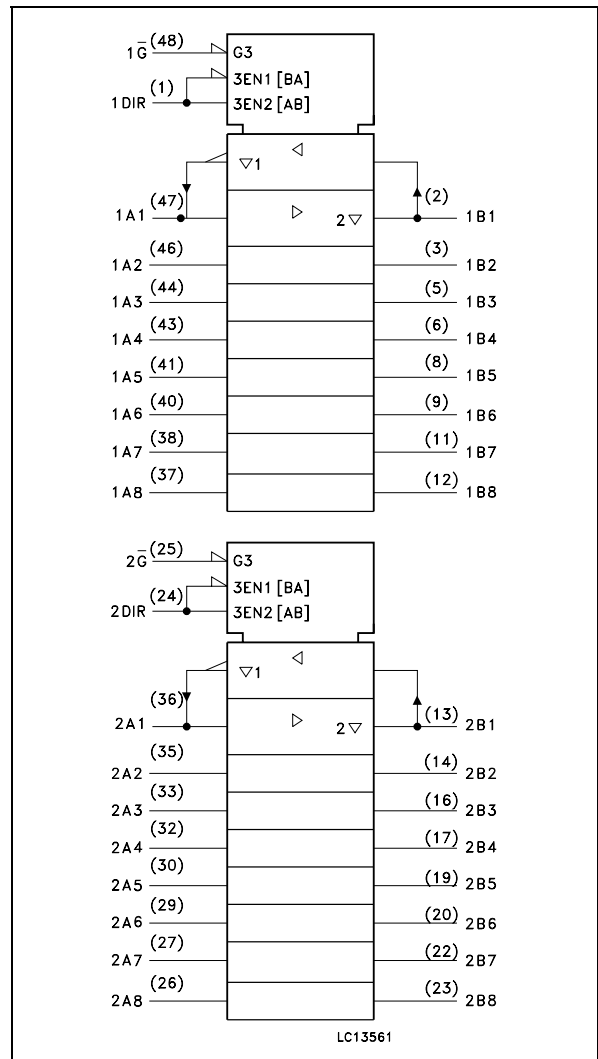 1G̅ (48) G3
3EN1 [BA]
1DIR (1) 3EN2 [AB]
▽1 ◁
1A1 (47) ▷ 2▽ (2) 1B1
1A2 (46) (3) 1B2
1A3 (44) (5) 1B3
1A4 (43) (6) 1B4
1A5 (41) (8) 1B5
1A6 (40) (9) 1B6
1A7 (38) (11) 1B7
1A8 (37) (12) 1B8
2G̅ (25) G3
3EN1 [BA]
2DIR (24) 3EN2 [AB]
▽1 ◁
2A1 (36) ▷ 2▽ (13) 2B1
2A2 (35) (14) 2B2
2A3 (33) (16) 2B3
2A4 (32) (17) 2B4
2A5 (30) (19) 2B5
2A6 (29) (20) 2B6
2A7 (27) (22) 2B7
2A8 (26) (23) 2B8
LC13561